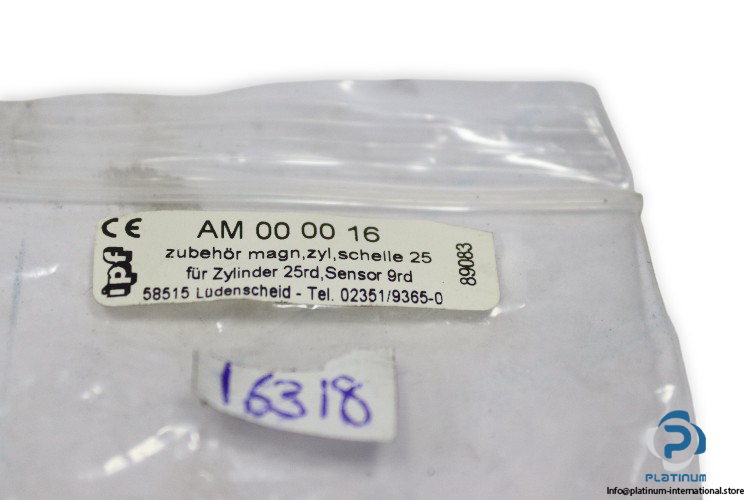 CE AM 00 00 16
zubehör magn,zyl,schelle 25
für Zylinder 25rd,Sensor 9rd
58515 Lüdenscheid - Tel. 02351/9365-0
ipf
89083
16318
PLATINUM
Info@platinum-international.store